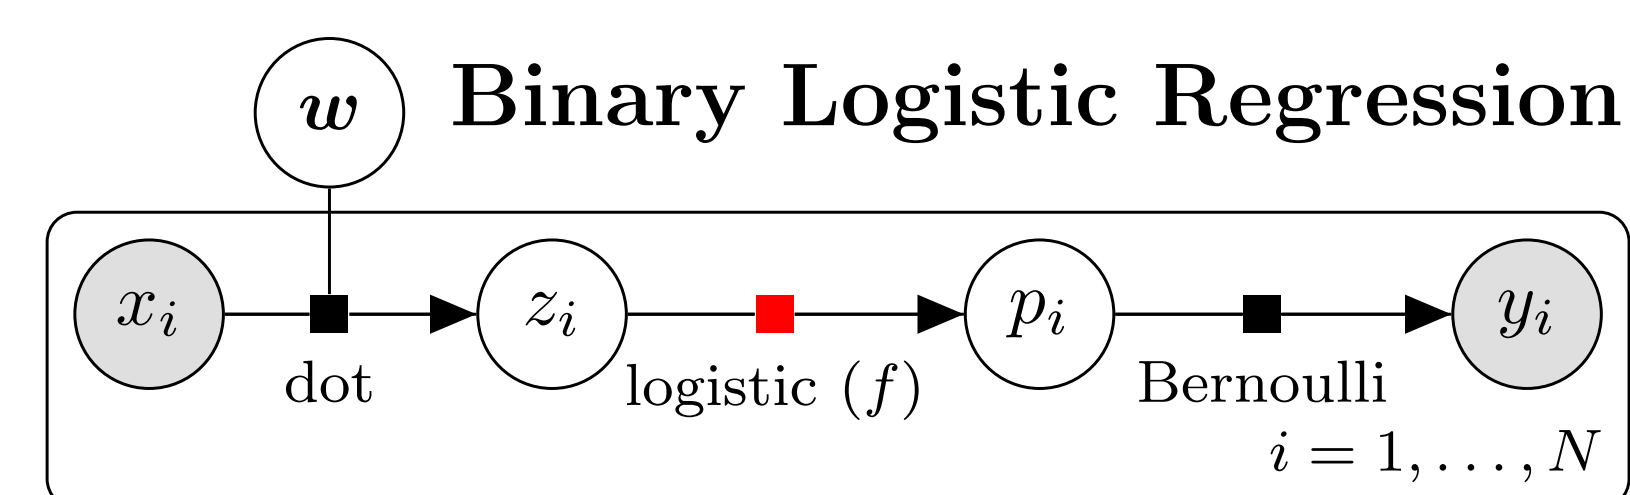 w Binary Logistic Regression
x_i z_i p_i y_i
dot logistic (f) Bernoulli
i = 1, . . . , N